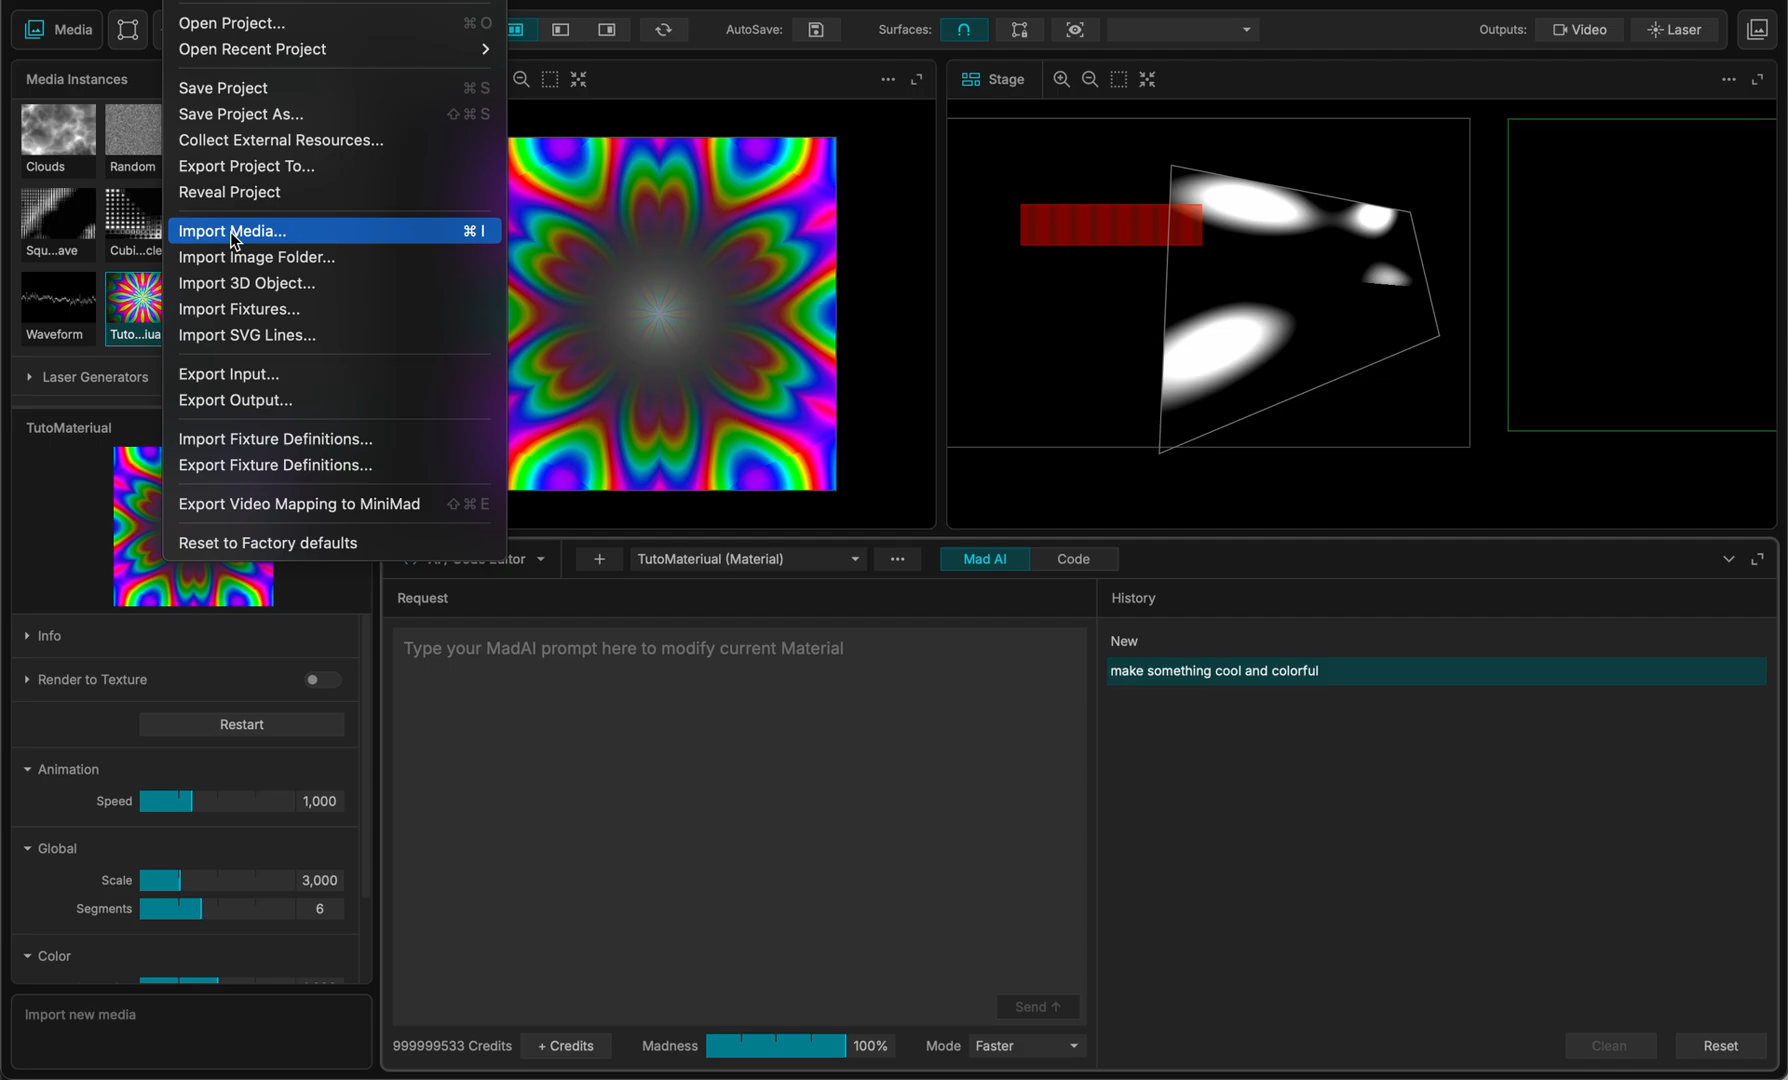 Media
AutoSave:
Surfaces:
Outputs:
Video
Laser
Media Instances
Clouds
Random
Squ...ave
Cubi...cle
Waveform
Tuto...iua
Laser Generators
Open Project... ⌘ O
Open Recent Project
Save Project ⌘ S
Save Project As... ⇧ ⌘ S
Collect External Resources...
Export Project To...
Reveal Project
Import Media... ⌘ I
Import Image Folder...
Import 3D Object...
Import Fixtures...
Import SVG Lines...
Export Input...
Export Output...
Import Fixture Definitions...
Export Fixture Definitions...
Export Video Mapping to MiniMad ⇧ ⌘ E
Reset to Factory defaults
Stage
TutoMateriual
Info
Render to Texture
Restart
Animation
Speed 1,000
Global
Scale 3,000
Segments 6
Color
Import new media
TutoMateriual (Material)
Mad AI
Code
Request
Type your MadAI prompt here to modify current Material
Send ↑
999999533 Credits
+ Credits
Madness 100%
Mode Faster
History
New
make something cool and colorful
Clean
Reset